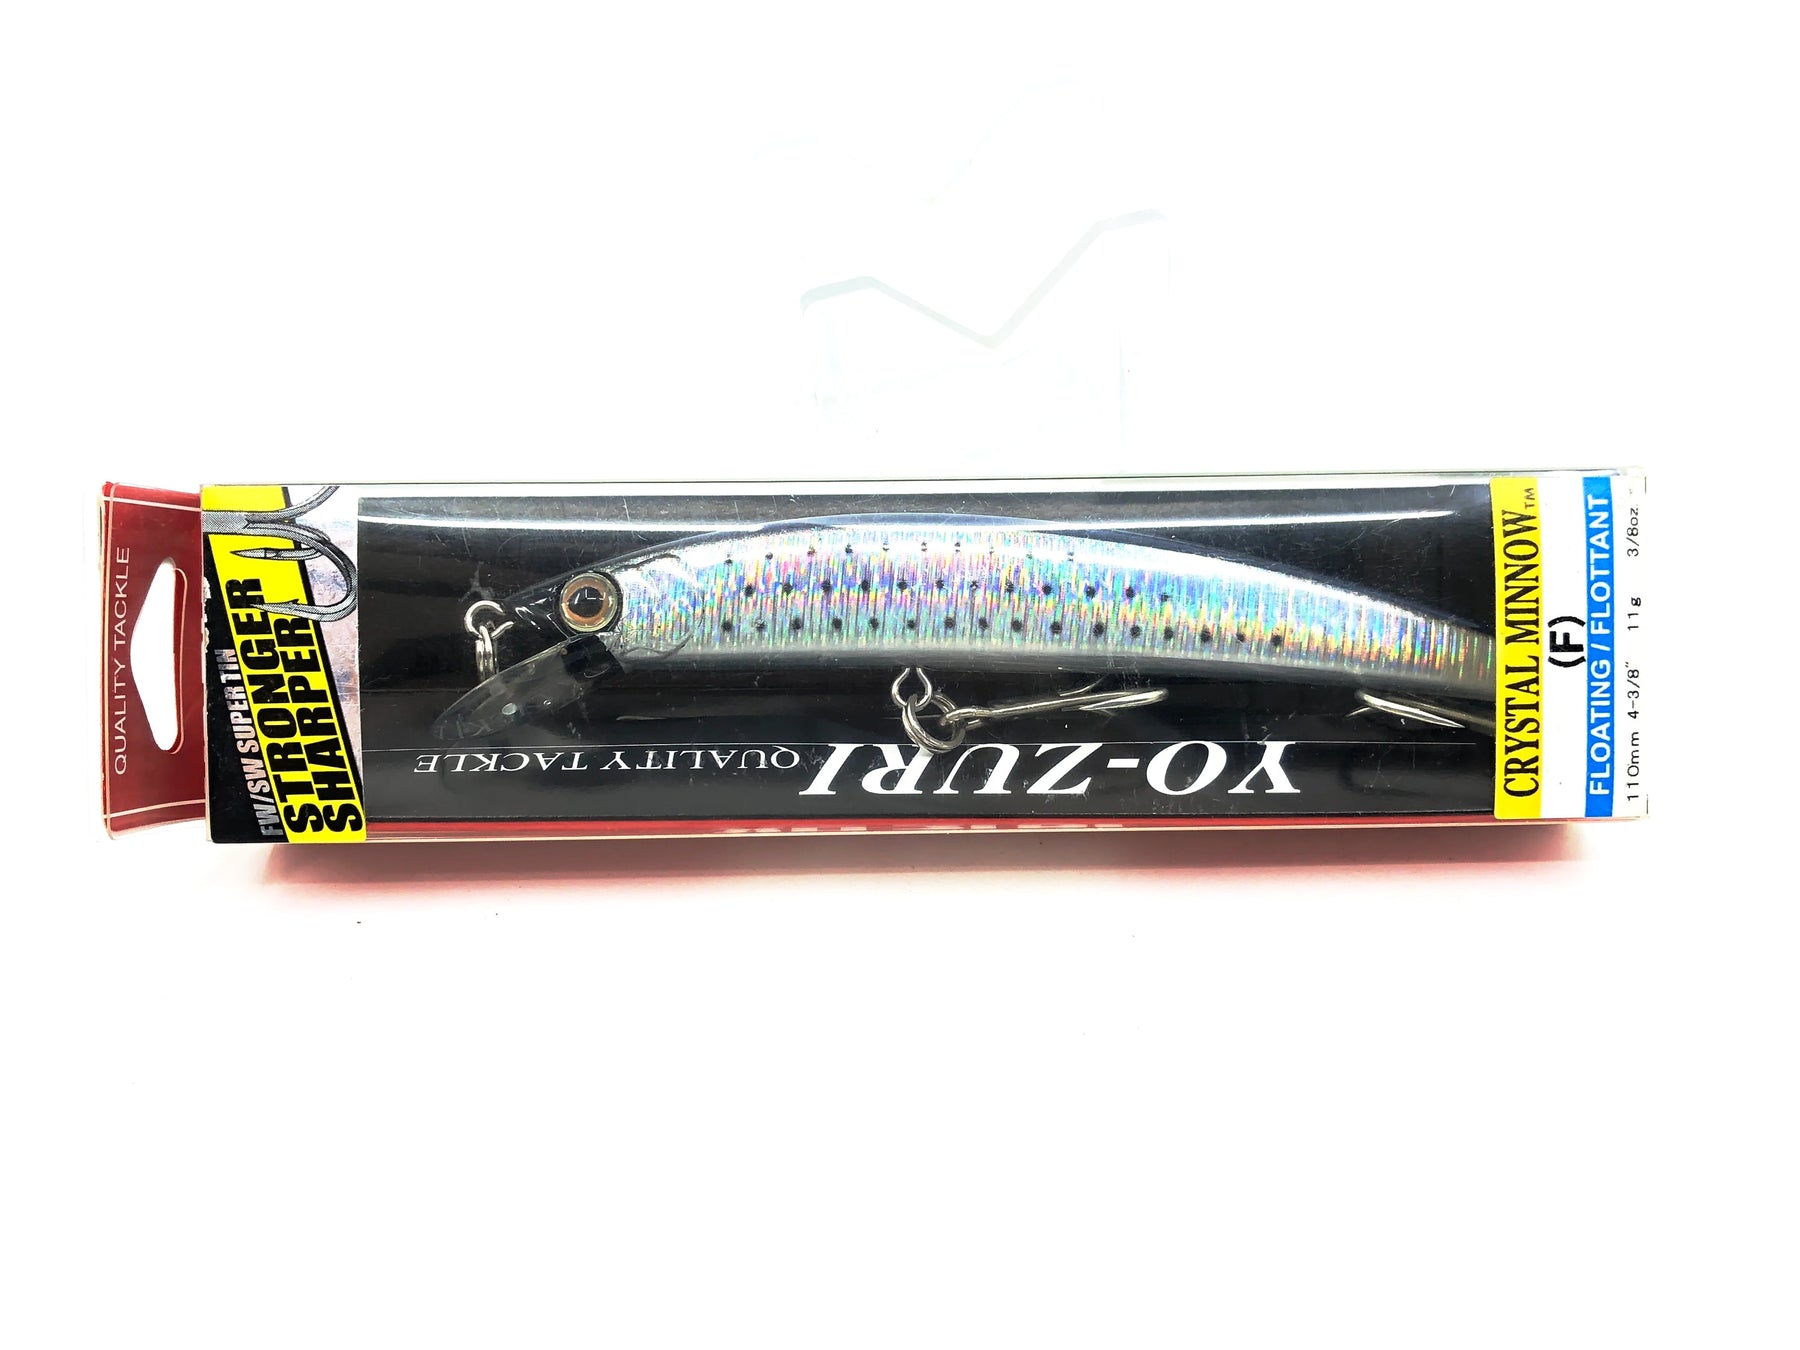 QUALITY TACKLE
FW/SW SUPER TIN
STRONGER
SHARPER
YO-ZURI
QUALITY TACKLE
CRYSTAL MINNOW™
(F)
FLOATING / FLOTTANT
110mm 4-3/8" 11g 3/8oz